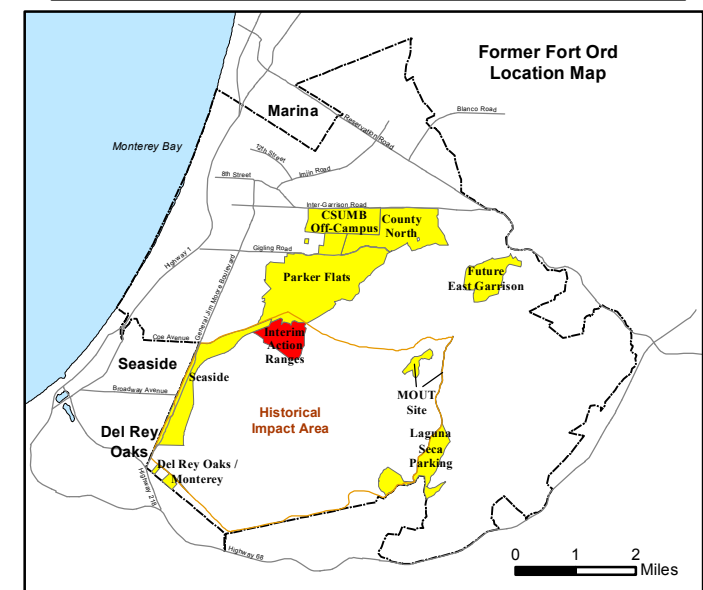 Former Fort Ord
Location Map
Marina
Blanco Road
Reservation Road
Monterey Bay
12th Street
Imjin Road
8th Street
Inter-Garrison Road
CSUMB
Off-Campus
County
North
Gigling Road
Highway 1
General Jim Moore Boulevard
Parker Flats
Future
East Garrison
Coe Avenue
Interim
Action
Ranges
Seaside
Seaside
Broadway Avenue
MOUT
Site
Historical
Impact Area
Del Rey
Oaks
Laguna
Seca
Parking
Del Rey Oaks /
Monterey
Highway 218
Highway 68
0 1 2
Miles